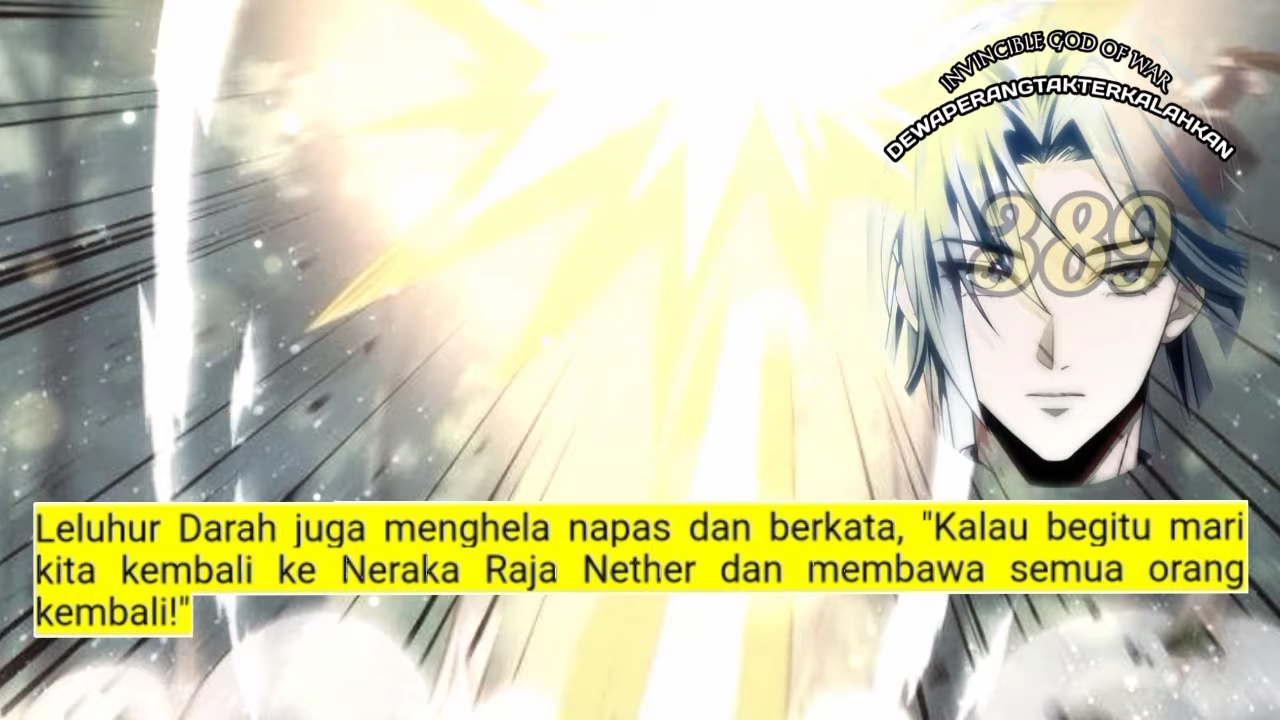 INVINCIBLE GOD OF WAR
DEWAPERANGTAKTERKALAHKAN
389
Leluhur Darah juga menghela napas dan berkata, "Kalau begitu mari
kita kembali ke Neraka Raja Nether dan membawa semua orang
kembali!"